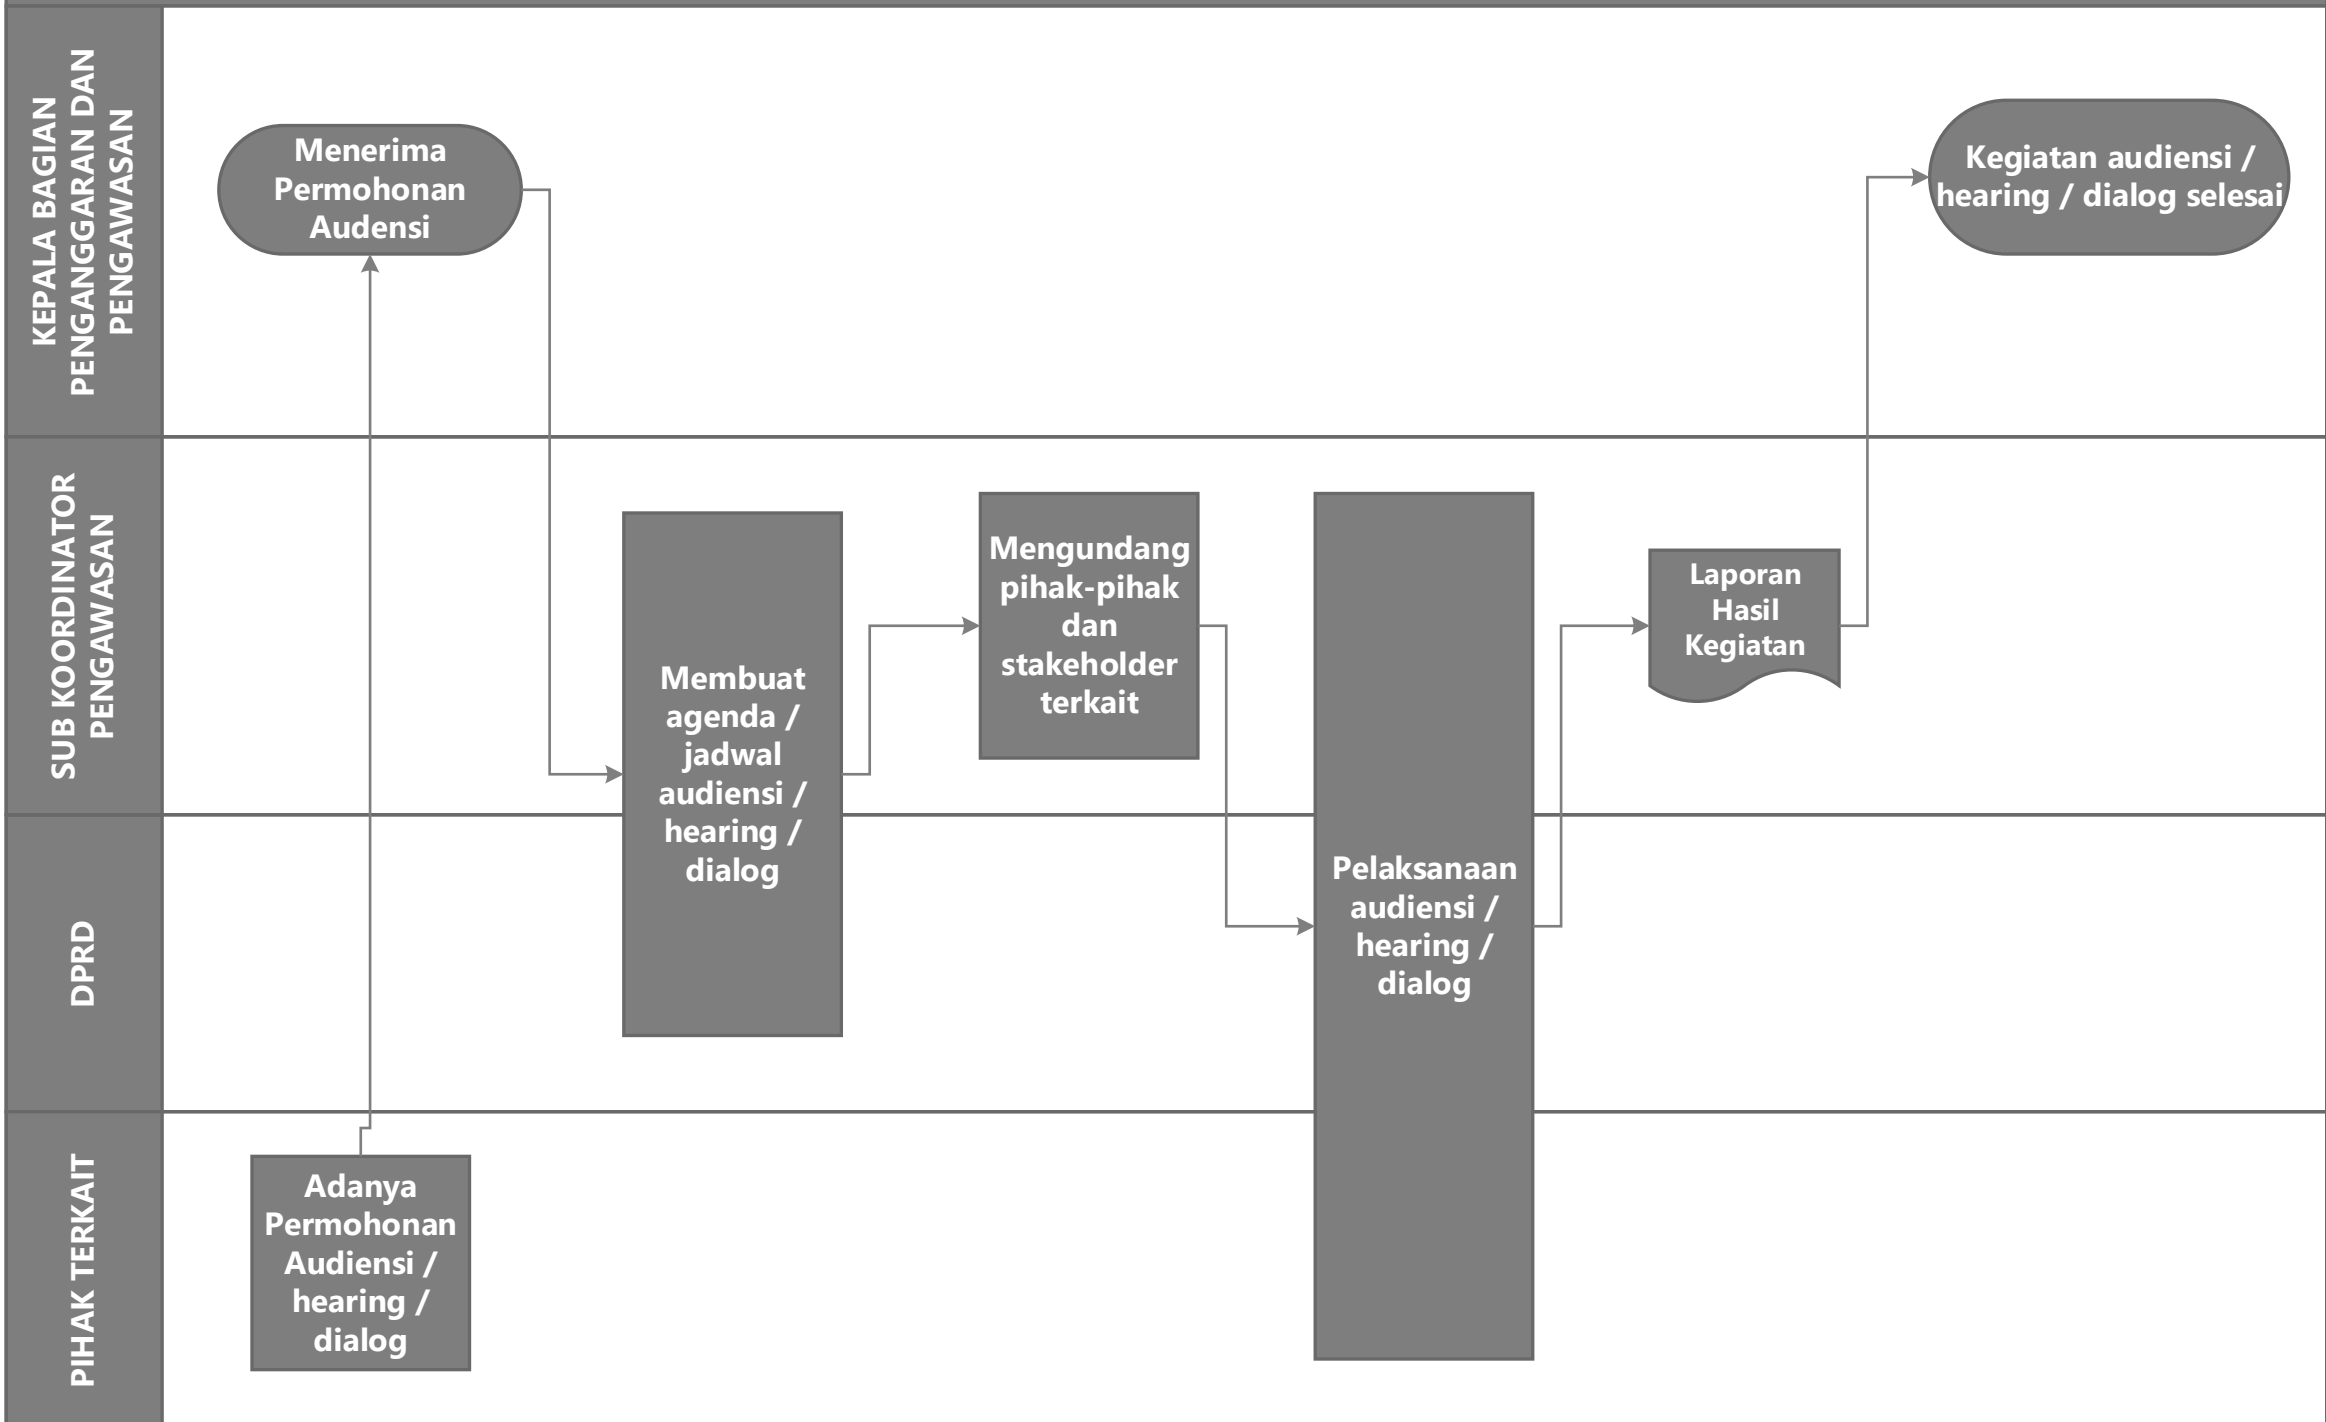 KEPALA BAGIAN
PENGANGGARAN DAN
PENGAWASAN
Menerima
Permohonan
Audensi
Kegiatan audiensi /
hearing / dialog selesai
SUB KOORDINATOR
PENGAWASAN
Membuat
agenda /
jadwal
audiensi /
hearing /
dialog
Mengundang
pihak-pihak
dan
stakeholder
terkait
Pelaksanaan
audiensi /
hearing /
dialog
Laporan
Hasil
Kegiatan
DPRD
PIHAK TERKAIT
Adanya
Permohonan
Audiensi /
hearing /
dialog